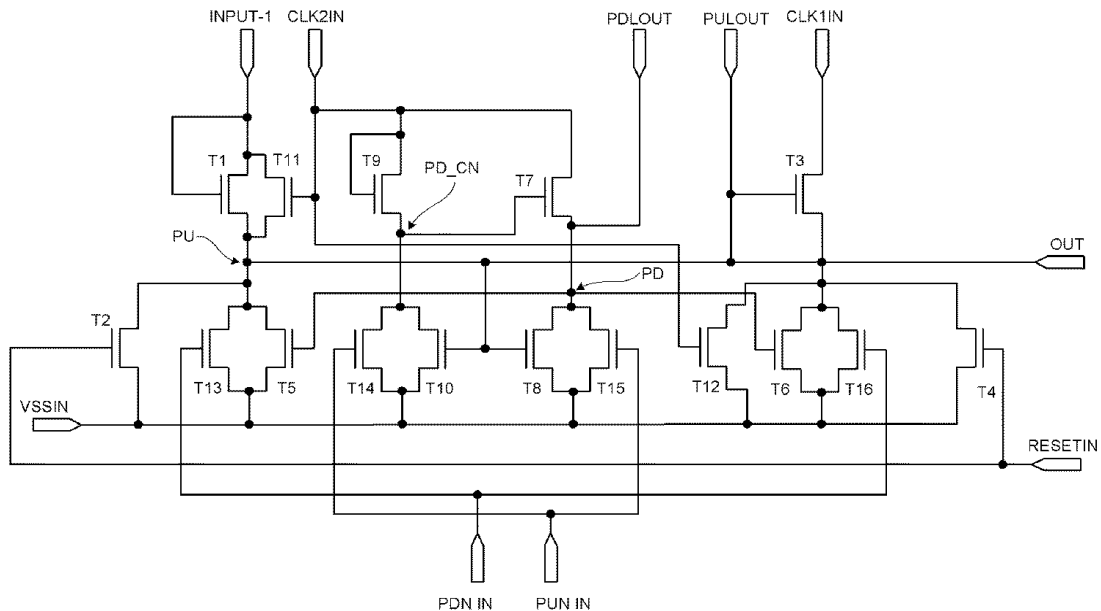 INPUT-1 CLK2IN PDLOUT PULOUT CLK1IN
T1 T11 T9 PD_CN T7 T3
PU OUT
PD
T2
T13 T5 T14 T10 T8 T15 T12 T6 T16 T4
VSSIN
RESETIN
PDN IN PUN IN